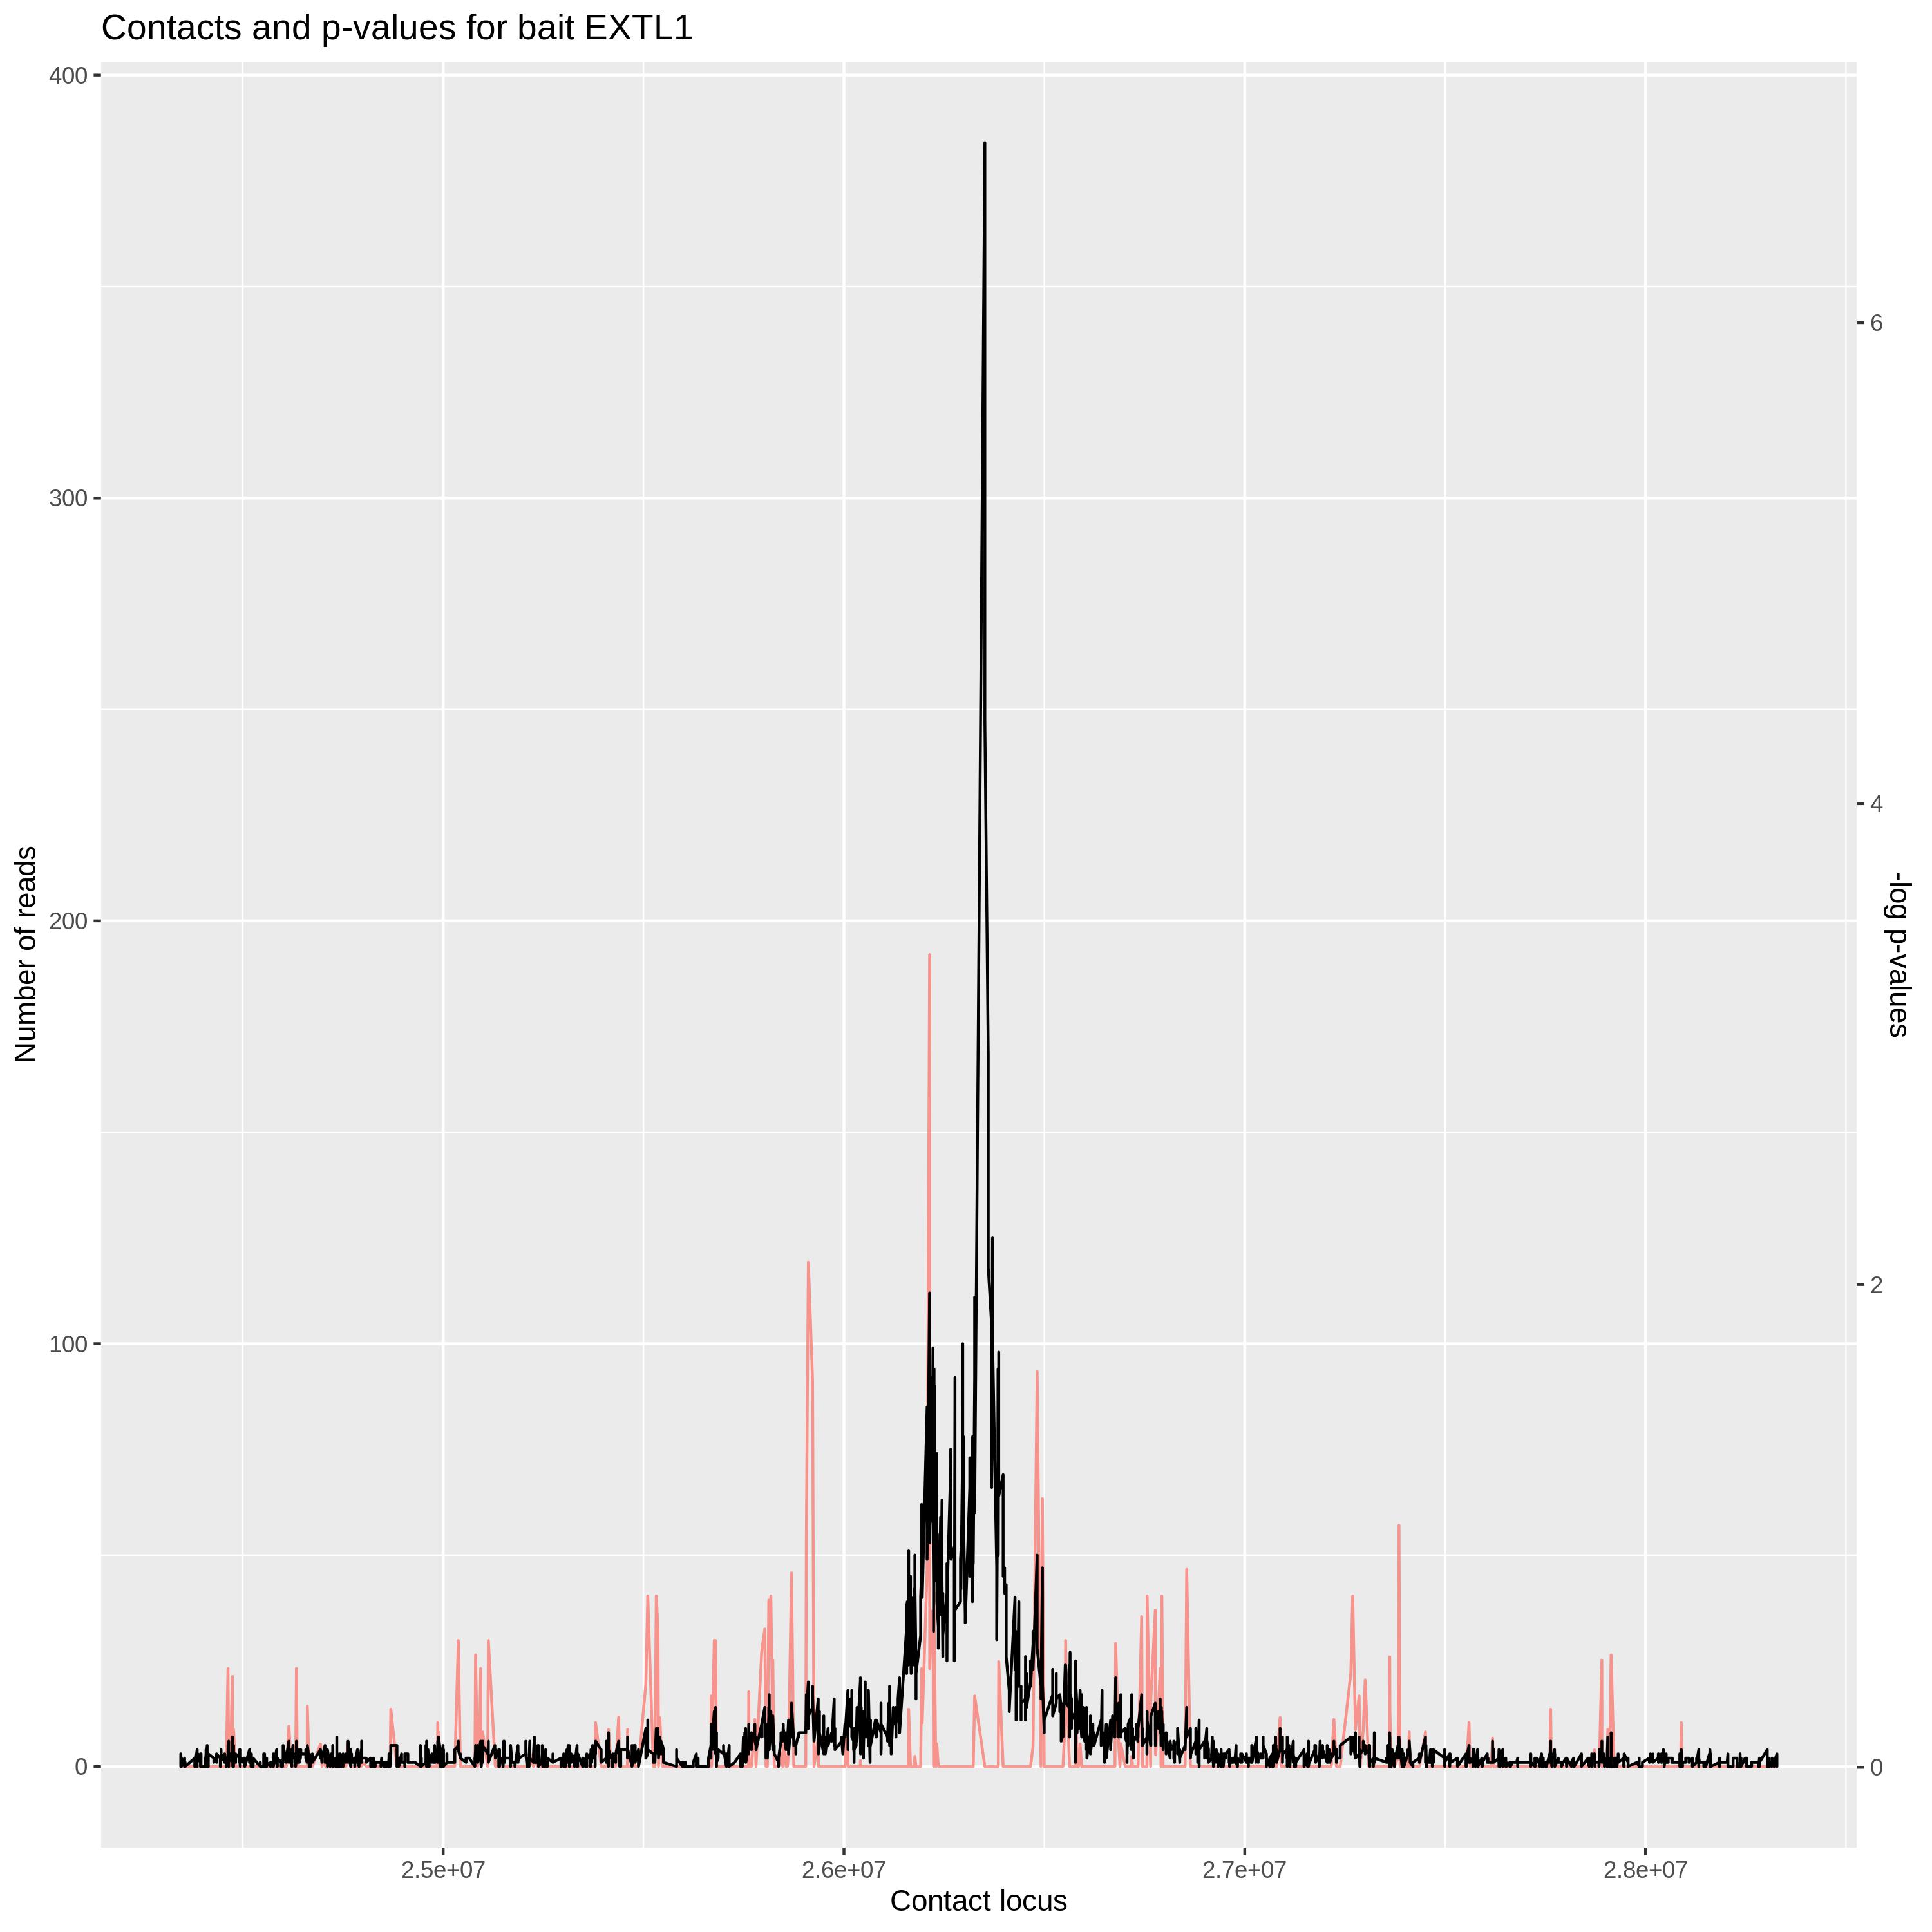 Contacts and p-values for bait EXTL1
400
300
200
100
0
Number of reads
6
4
2
0
-log p-values
2.5e+07
2.6e+07
2.7e+07
2.8e+07
Contact locus